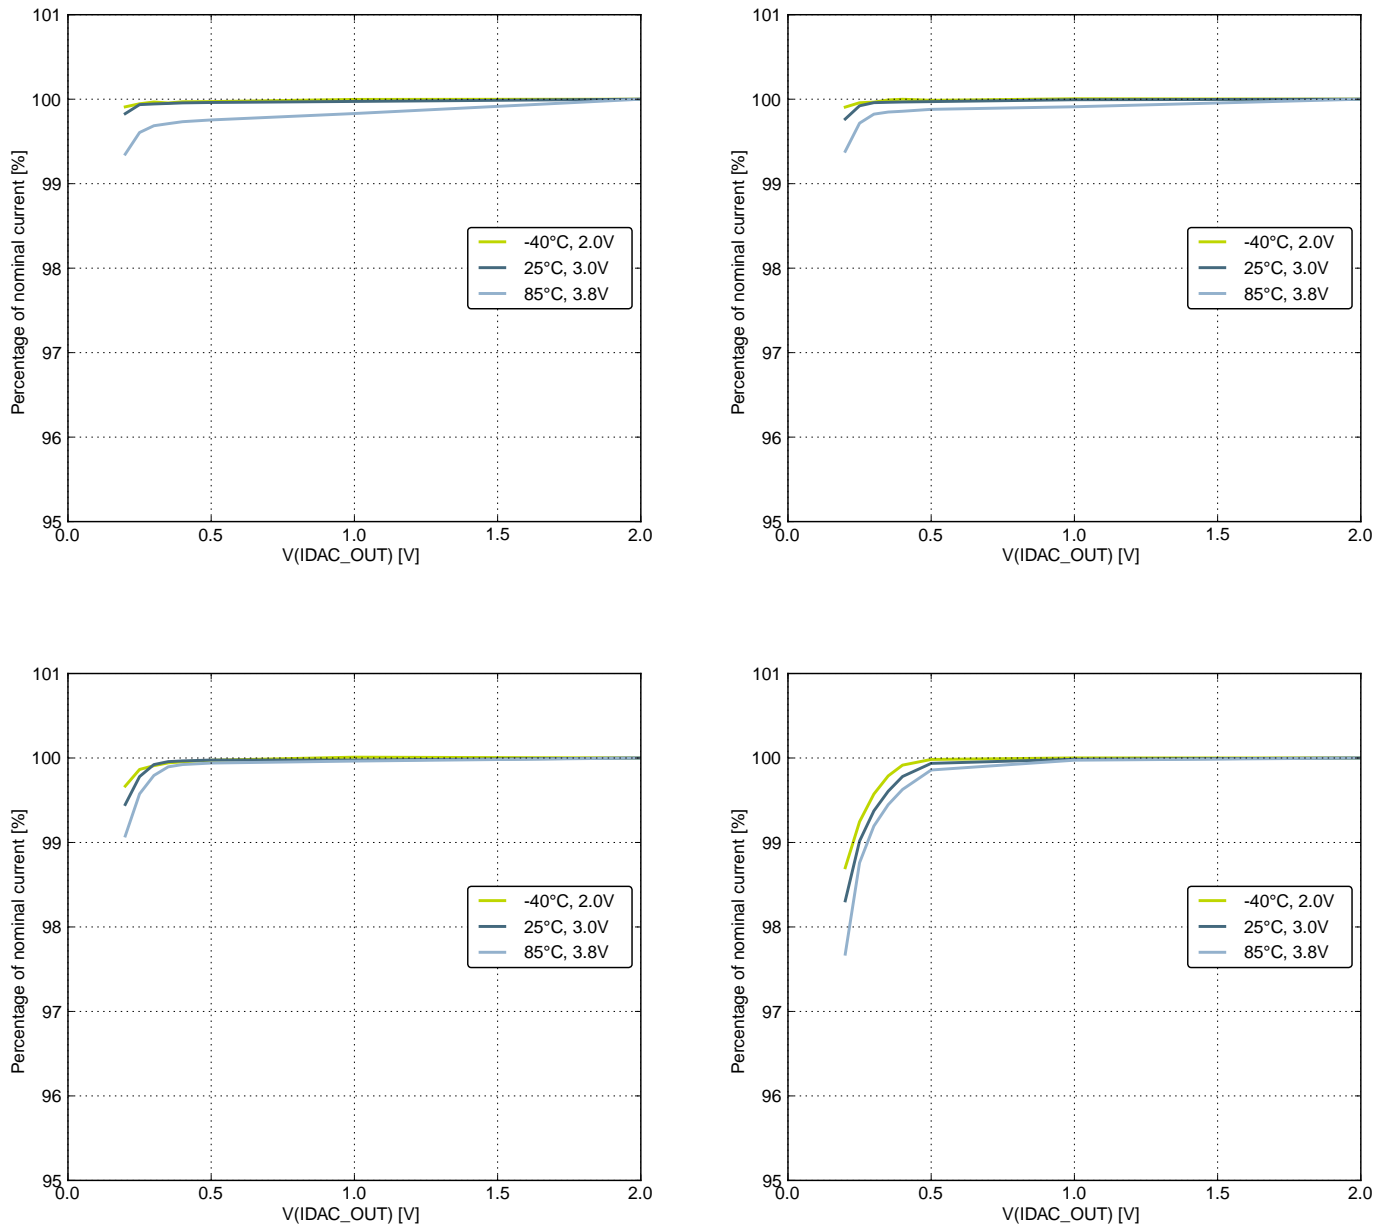 101
100
99
98
97
96
95
0.0
0.5
1.0
1.5
2.0
V(IDAC_OUT) [V]
Percentage of nominal current [%]
-40°C, 2.0V
25°C, 3.0V
85°C, 3.8V
101
100
99
98
97
96
95
0.0
0.5
1.0
1.5
2.0
V(IDAC_OUT) [V]
Percentage of nominal current [%]
-40°C, 2.0V
25°C, 3.0V
85°C, 3.8V
101
100
99
98
97
96
95
0.0
0.5
1.0
1.5
2.0
V(IDAC_OUT) [V]
Percentage of nominal current [%]
-40°C, 2.0V
25°C, 3.0V
85°C, 3.8V
101
100
99
98
97
96
95
0.0
0.5
1.0
1.5
2.0
V(IDAC_OUT) [V]
Percentage of nominal current [%]
-40°C, 2.0V
25°C, 3.0V
85°C, 3.8V